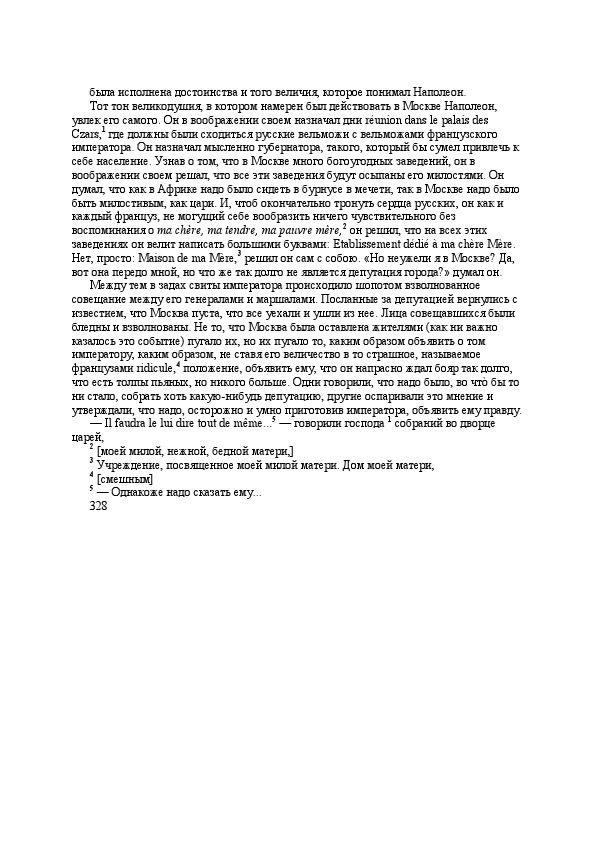 была исполнена достоинства и того величия, которое понимал Наполеон.
Тот тон великодушия, в котором намерен был действовать в Москве Наполеон,
увлек его самого. Он в воображении своем назначал дни réunion dans le palais des
Czars,¹ где должны были сходиться русские вельможи с вельможами французского
императора. Он назначал мысленно губернатора, такого, который бы сумел привлечь к
себе население. Узнав о том, что в Москве много богоугодных заведений, он в
воображении своем решал, что все эти заведения будут осыпаны его милостями. Он
думал, что как в Африке надо было сидеть в бурнусе в мечети, так в Москве надо было
быть милостивым, как цари. И, чтоб окончательно тронуть сердца русских, он как и
каждый француз, не могущий себе вообразить ничего чувствительного без
воспоминания о ma chère, ma tendre, ma pauvre mère,² он решил, что на всех этих
заведениях он велит написать большими буквами: Etablissement dédié à ma chère Mère.
Нет, просто: Maison de ma Mère,³ решил он сам с собою. «Но неужели я в Москве? Да,
вот она передо мной, но что же так долго не является депутация города?» думал он.
Между тем в задах свиты императора происходило шопотом взволнованное
совещание между его генералами и маршалами. Посланные за депутацией вернулись с
известием, что Москва пуста, что все уехали и ушли из нее. Лица совещавшихся были
бледны и взволнованы. Не то, что Москва была оставлена жителями (как ни важно
казалось это событие) пугало их, но их пугало то, каким образом объявить о том
императору, каким образом, не ставя его величество в то страшное, называемое
французами ridicule,⁴ положение, объявить ему, что он напрасно ждал бояр так долго,
что есть толпы пьяных, но никого больше. Одни говорили, что надо было, во что̀ бы то
ни стало, собрать хоть какую-нибудь депутацию, другие оспаривали это мнение и
утверждали, что надо, осторожно и умно приготовив императора, объявить ему правду.
— Il faudra le lui dire tout de même...⁵ — говорили господа ¹ собраний во дворце
царей,
² [моей милой, нежной, бедной матери,]
³ Учреждение, посвященное моей милой матери. Дом моей матери,
⁴ [смешным]
⁵ — Однакоже надо сказать ему...
328